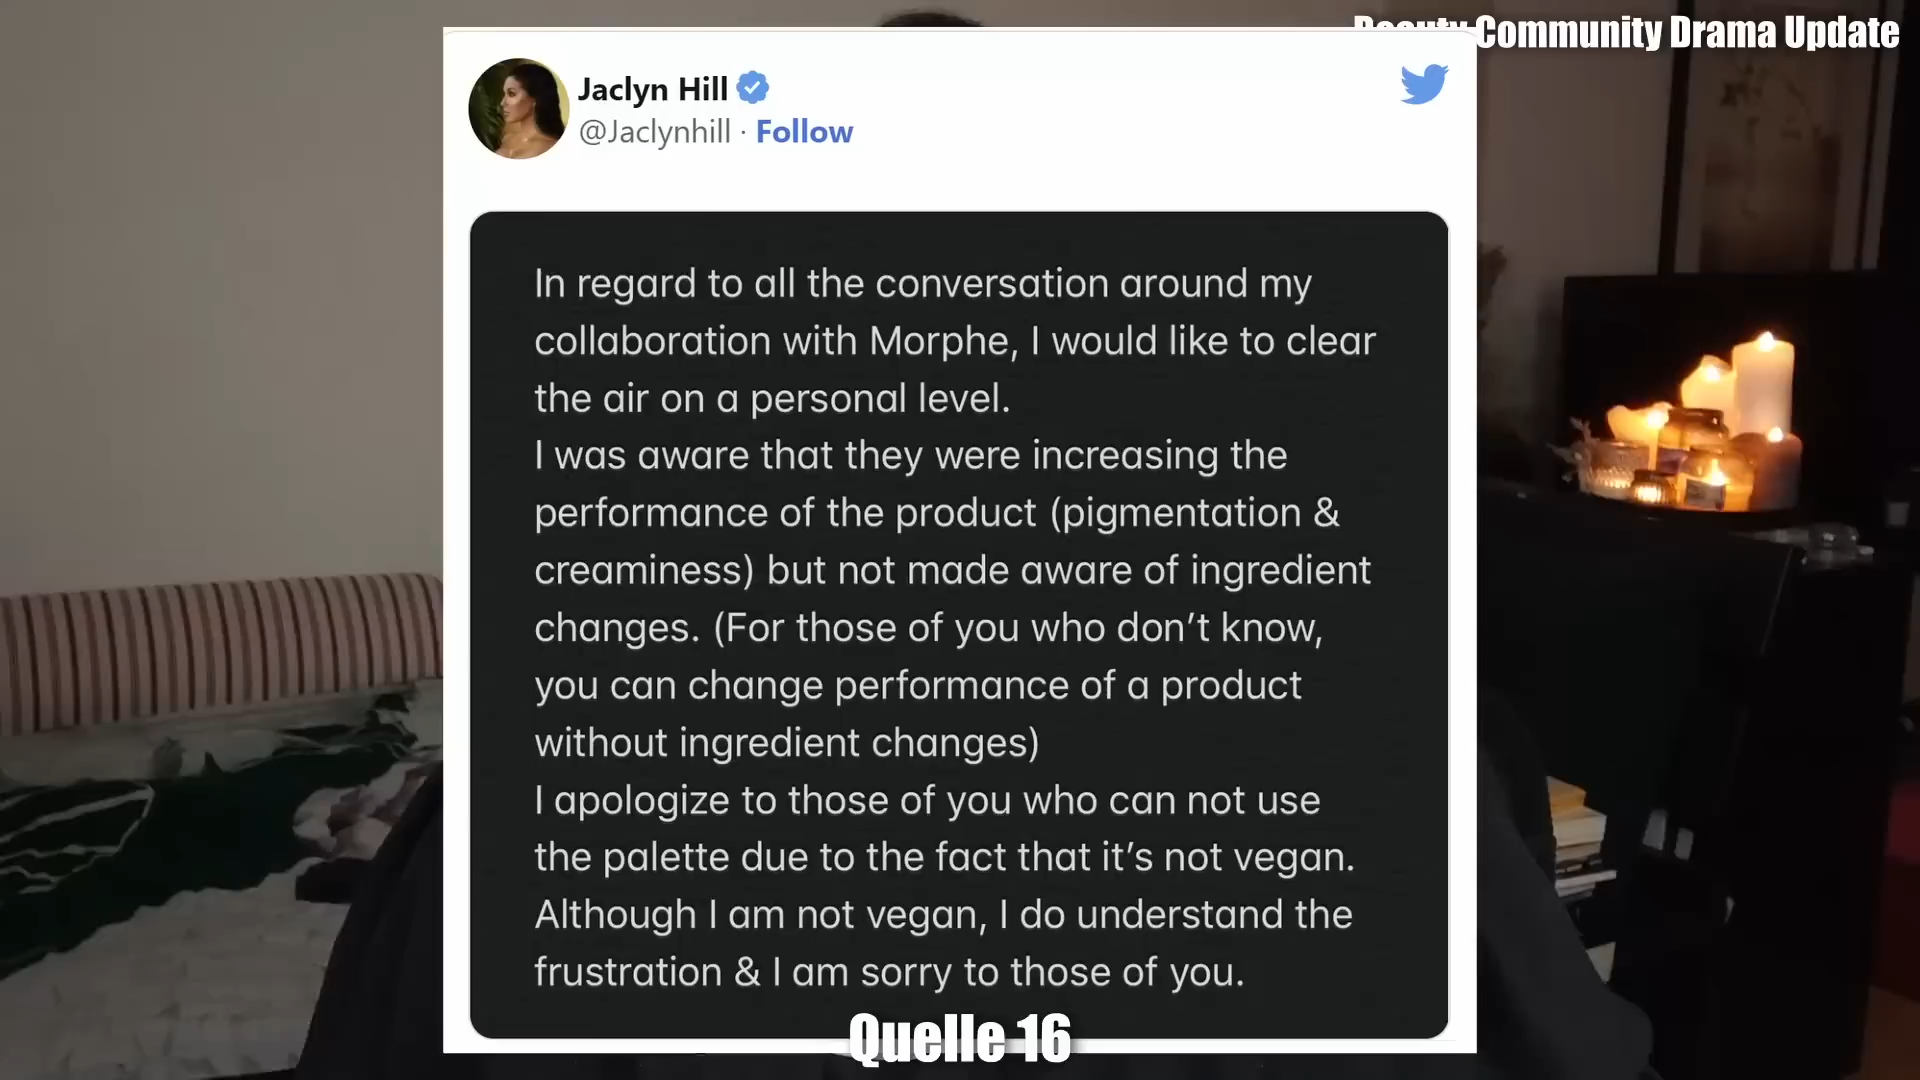 Beauty Community Drama Update
Jaclyn Hill
@Jaclynhill · Follow
In regard to all the conversation around my
collaboration with Morphe, I would like to clear
the air on a personal level.
I was aware that they were increasing the
performance of the product (pigmentation &
creaminess) but not made aware of ingredient
changes. (For those of you who don’t know,
you can change performance of a product
without ingredient changes)
I apologize to those of you who can not use
the palette due to the fact that it’s not vegan.
Although I am not vegan, I do understand the
frustration & I am sorry to those of you.
Quelle 16